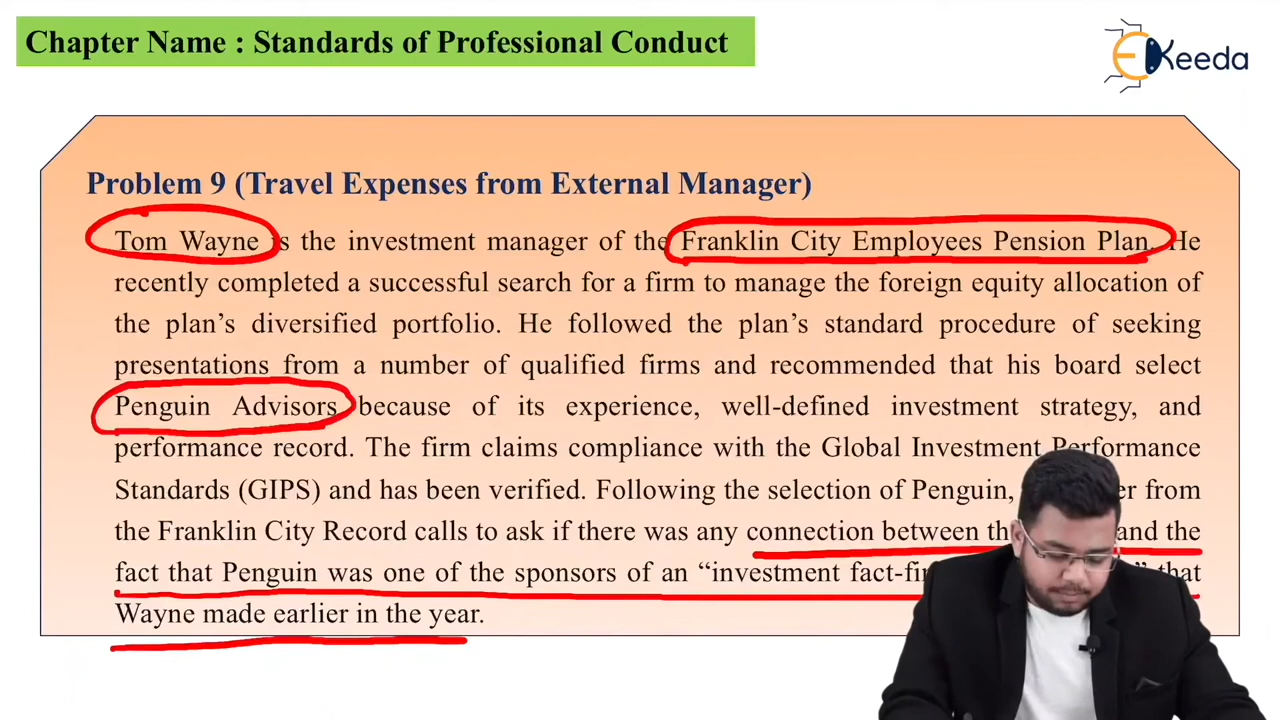 Chapter Name : Standards of Professional Conduct
EKeeda
Problem 9 (Travel Expenses from External Manager)
Tom Wayne is the investment manager of the Franklin City Employees Pension Plan. He
recently completed a successful search for a firm to manage the foreign equity allocation of
the plan's diversified portfolio. He followed the plan's standard procedure of seeking
presentations from a number of qualified firms and recommended that his board select
Penguin Advisors because of its experience, well-defined investment strategy, and
performance record. The firm claims compliance with the Global Investment Performance
Standards (GIPS) and has been verified. Following the selection of Penguin, from
the Franklin City Record calls to ask if there was any connection between and the
fact that Penguin was one of the sponsors of an “investment that
Wayne made earlier in the year.